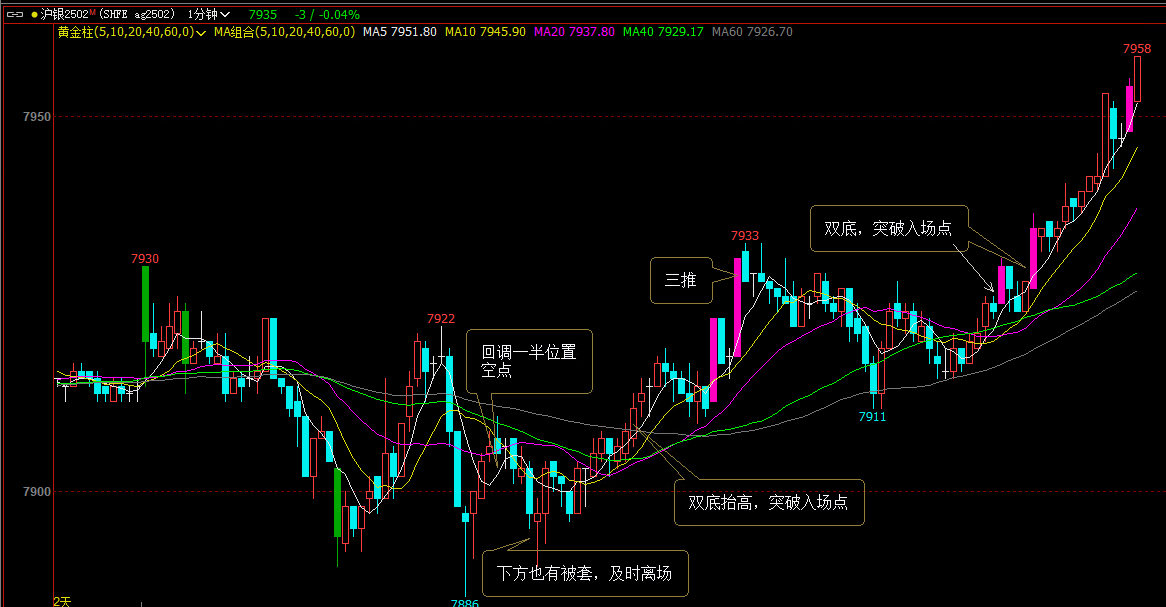 沪银2502M (SHFE ag2502) 1分钟 7935 -3 / -0.04%
黄金柱(5,10,20,40,60,0) MA组合(5,10,20,40,60,0) MA5 7951.80 MA10 7945.90 MA20 7937.80 MA40 7929.17 MA60 7926.70
7958
7950
双底，突破入场点
7933
7930
三推
7922
回调一半位置
空点
7911
7900
双底抬高，突破入场点
下方也有被套，及时离场
7886
2天